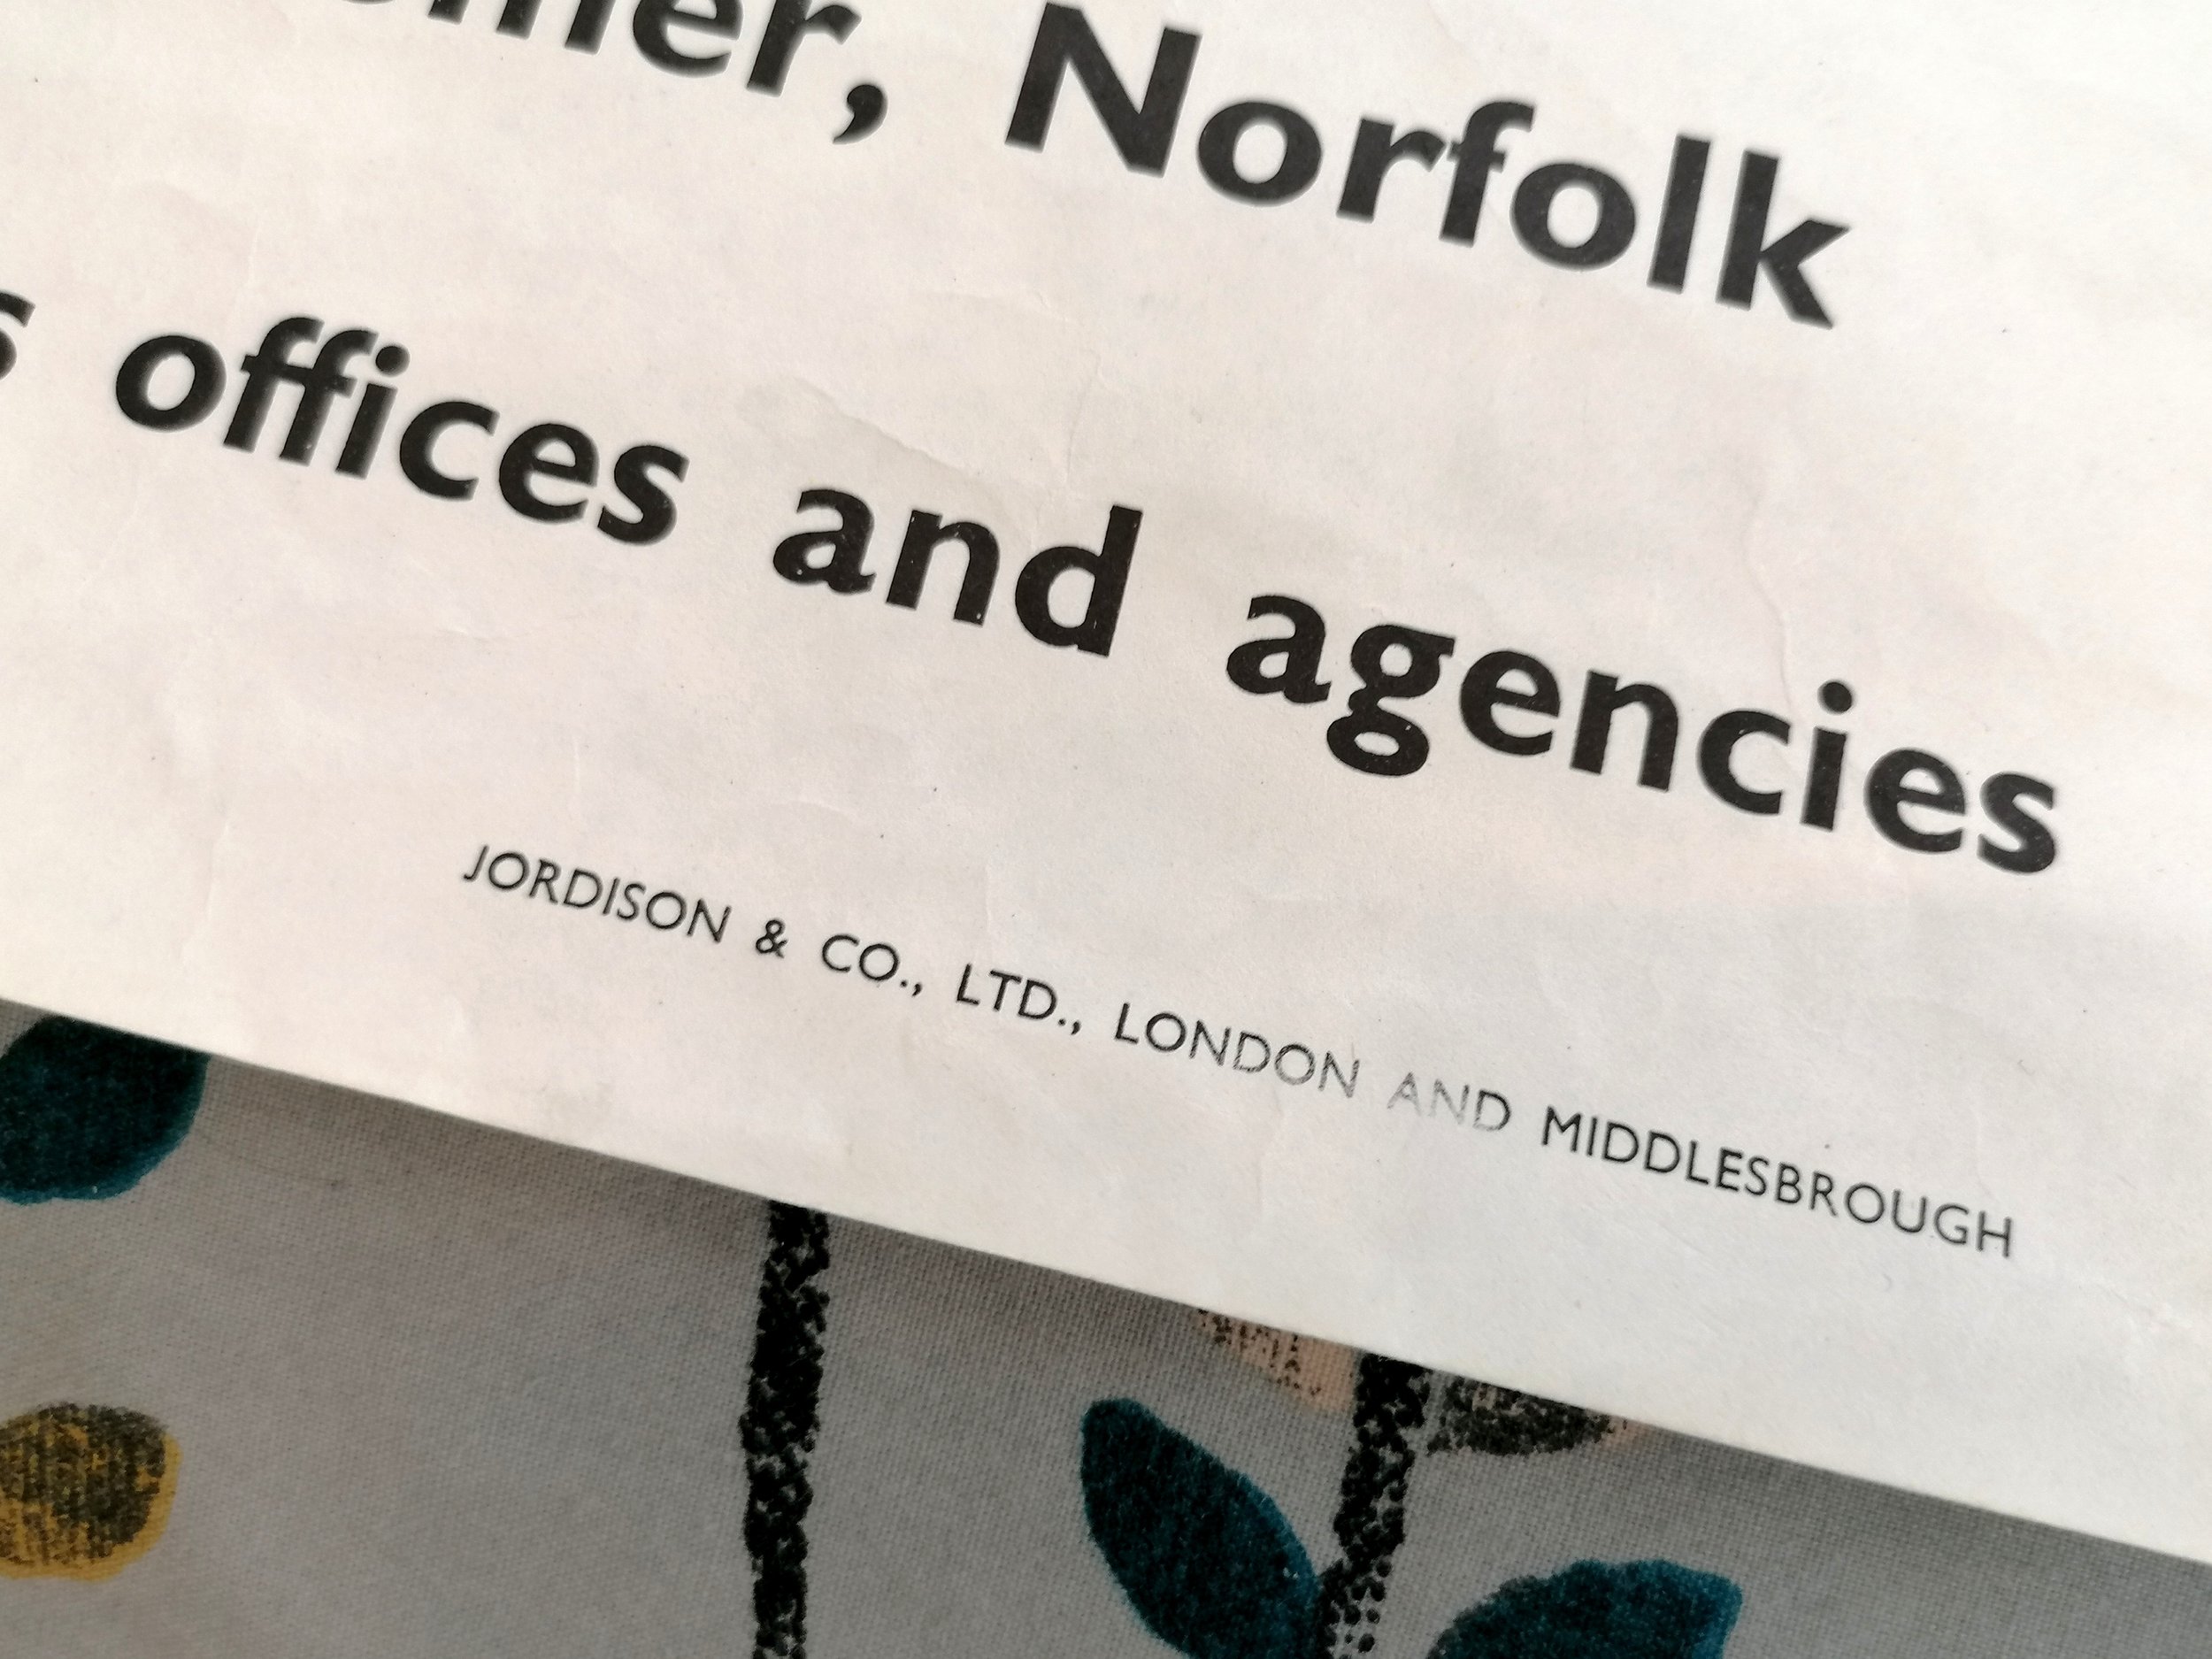 Norfolk
offices and agencies
JORDISON & CO., LTD., LONDON AND MIDDLESBROUGH